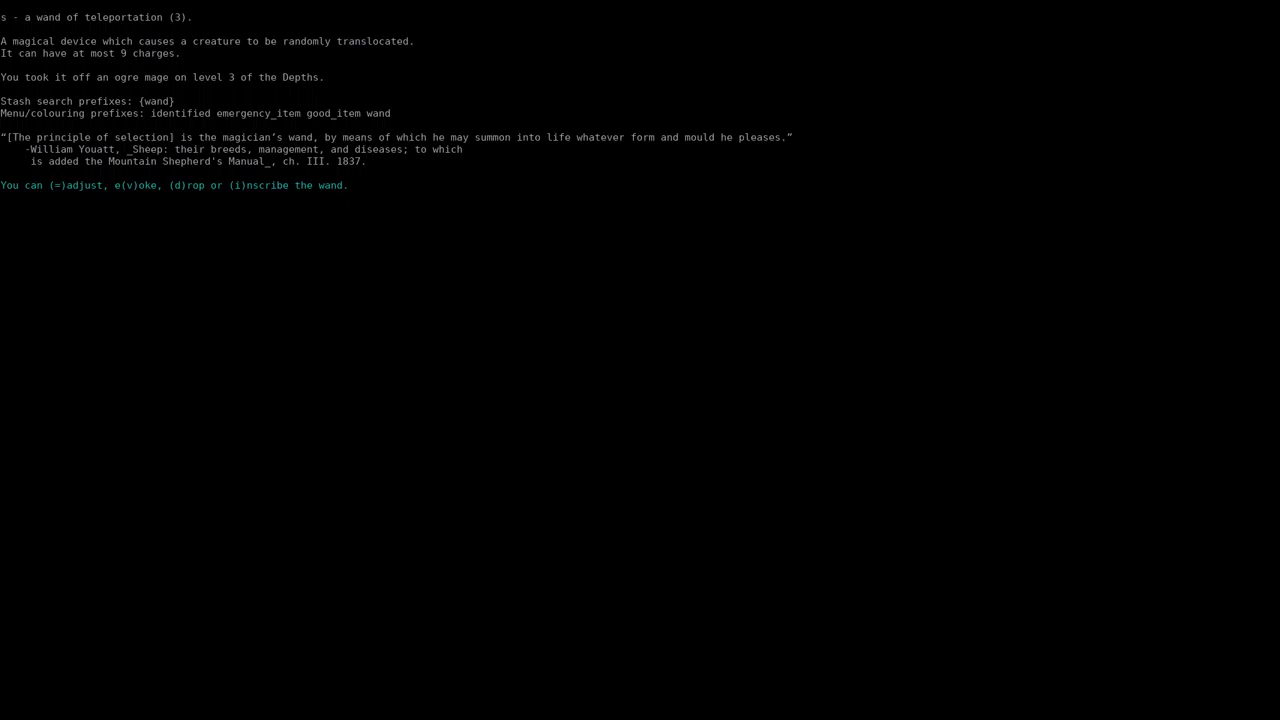 s - a wand of teleportation (3).
A magical device which causes a creature to be randomly translocated.
It can have at most 9 charges.
You took it off an ogre mage on level 3 of the Depths.
Stash search prefixes: {wand}
Menu/colouring prefixes: identified emergency_item good_item wand
“[The principle of selection] is the magician’s wand, by means of which he may summon into life whatever form and mould he pleases.”
-William Youatt, _Sheep: their breeds, management, and diseases; to which
is added the Mountain Shepherd's Manual_, ch. III. 1837.
You can (=)adjust, e(v)oke, (d)rop or (i)nscribe the wand.